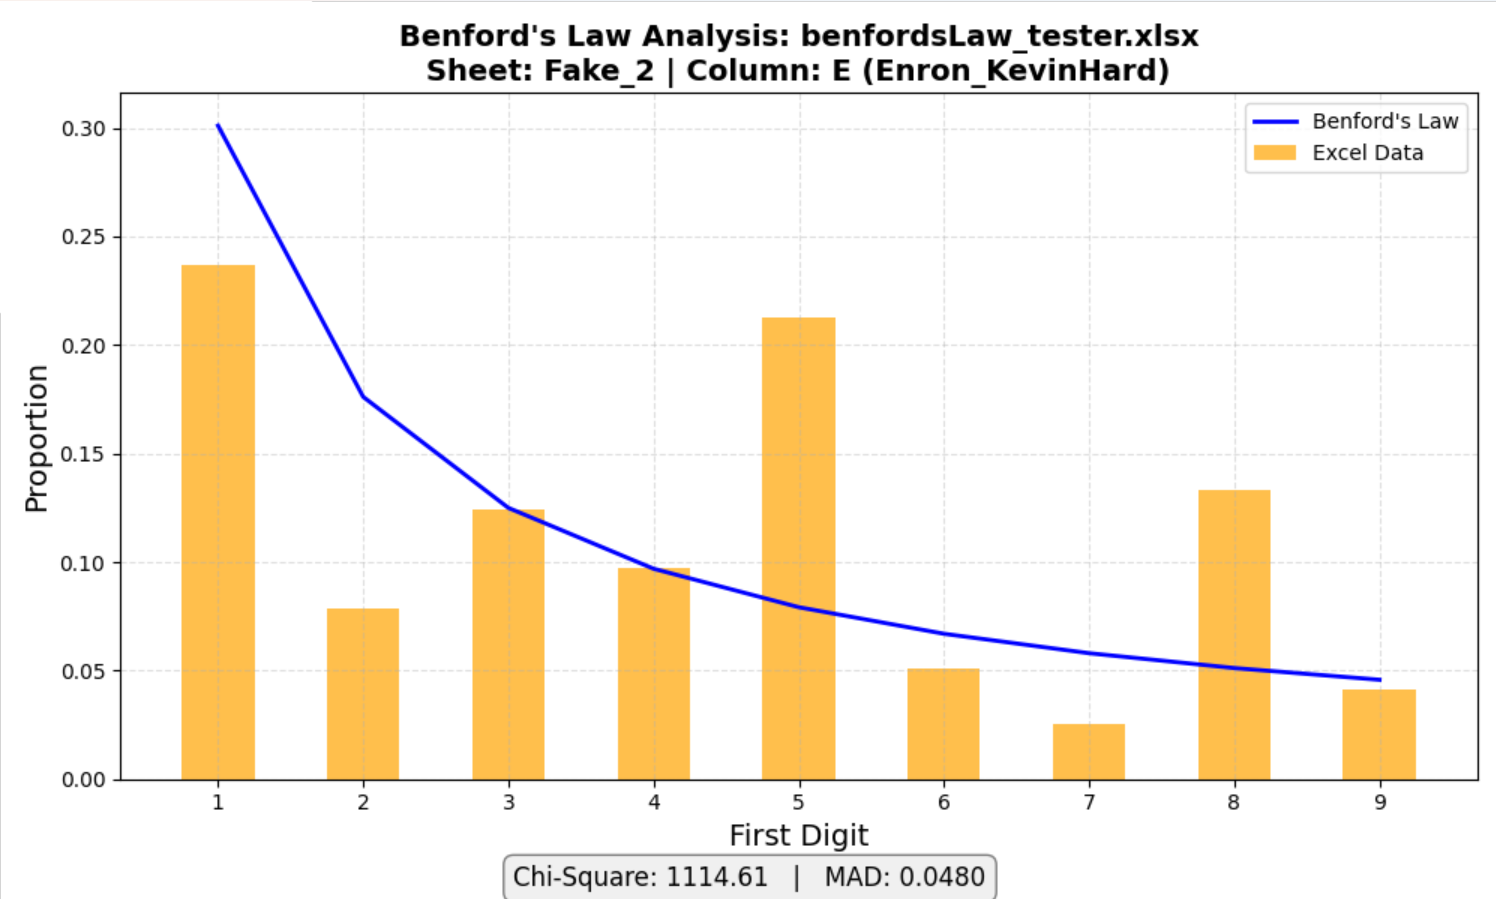 Benford's Law Analysis: benfordsLaw_tester.xlsx
Sheet: Fake_2 | Column: E (Enron_KevinHard)
Benford's Law
Excel Data
Proportion
0.30
0.25
0.20
0.15
0.10
0.05
0.00
1 2 3 4 5 6 7 8 9
First Digit
Chi-Square: 1114.61 | MAD: 0.0480